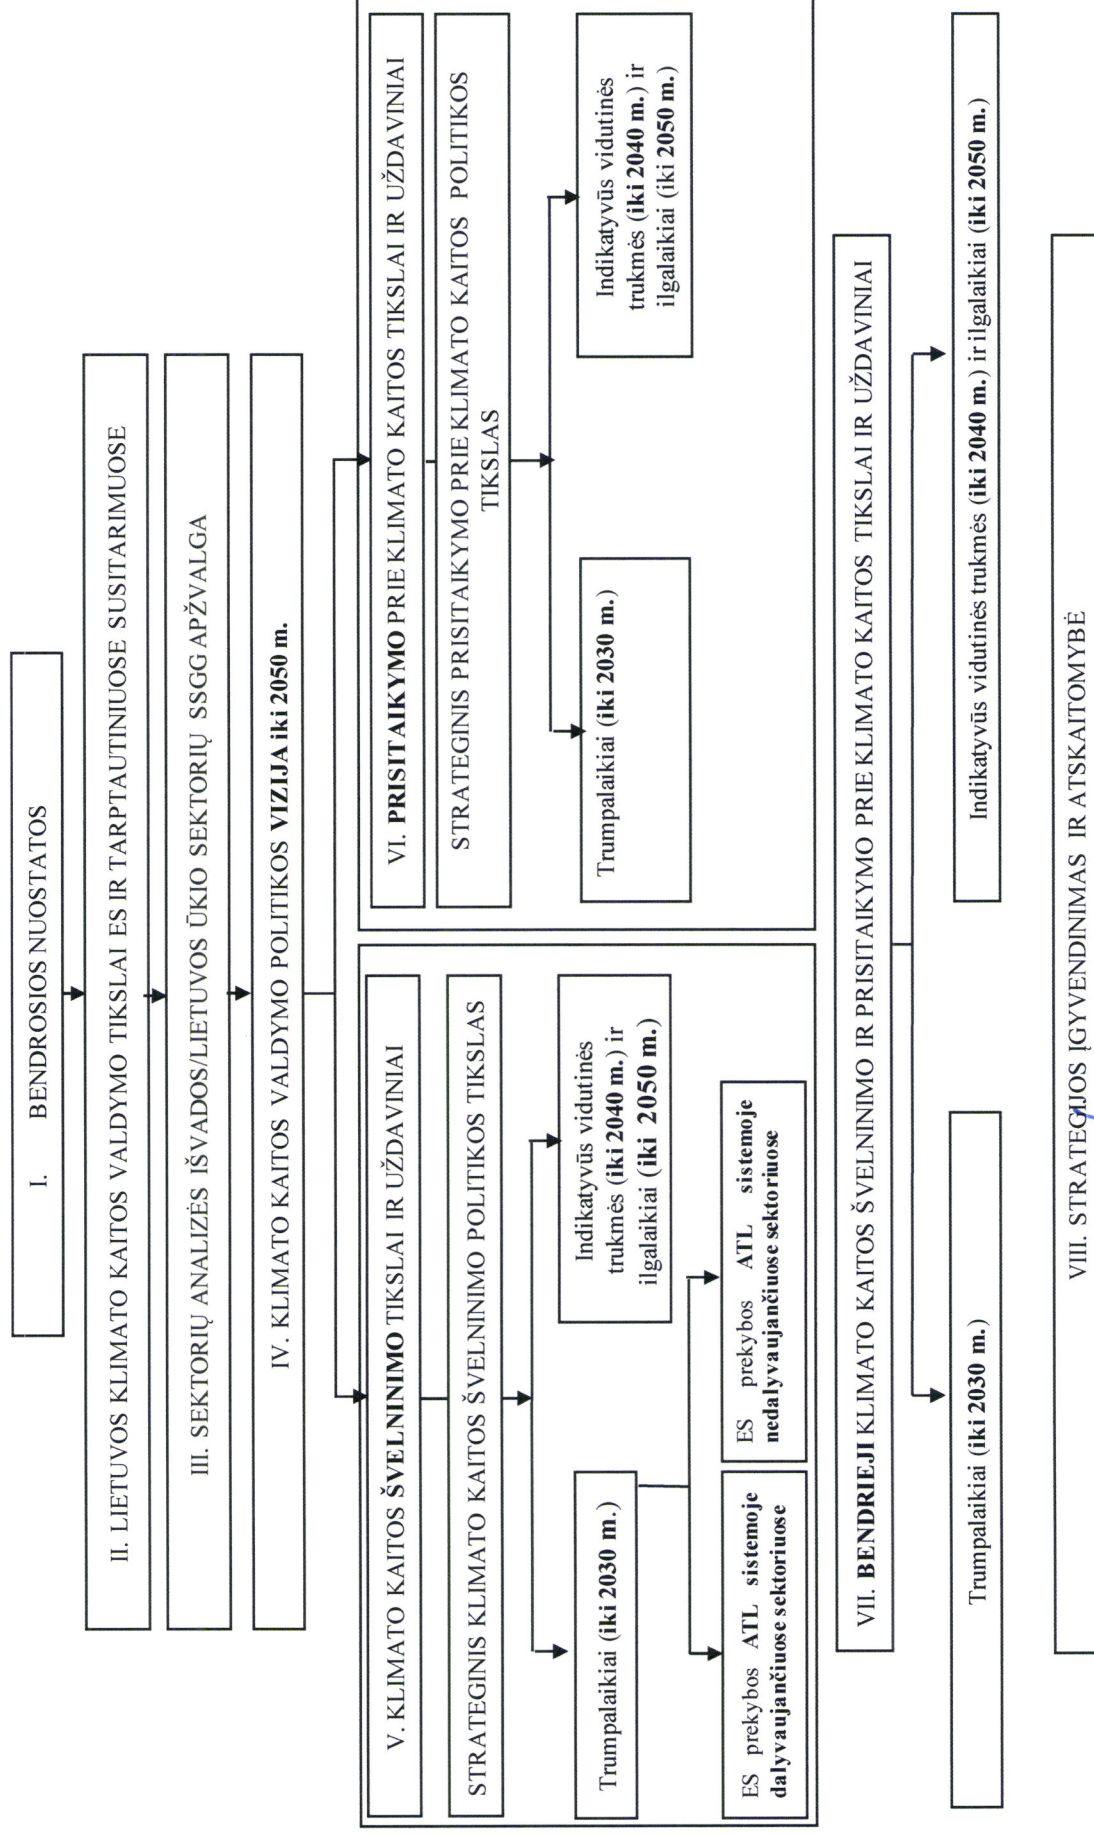 I. BENDROSIOS NUOSTATOS
II. LIETUVOS KLIMATO KAITOS VALDYMO TIKSLAI ES IR TARPTAUTINIUOSE SUSITARIMUOSE
III. SEKTORIŲ ANALIZĖS IŠVADOS/LIETUVOS ŪKIO SEKTORIŲ SSGG APŽVALGA
IV. KLIMATO KAITOS VALDYMO POLITIKOS VIZIJA iki 2050 m.
V. KLIMATO KAITOS ŠVELNINIMO TIKSLAI IR UŽDAVINIAI
STRATEGINIS KLIMATO KAITOS ŠVELNINIMO POLITIKOS TIKSLAS
Trumpalaikiai (iki 2030 m.)
Indikatyvūs vidutinės
trukmės (iki 2040 m.) ir
ilgalaikiai (iki 2050 m.)
ES prekybos ATL sistemoje
dalyvaujančiuose sektoriuose
ES prekybos ATL sistemoje
nedalyvaujančiuose sektoriuose
VI. PRISITAIKYMO PRIE KLIMATO KAITOS TIKSLAI IR UŽDAVINIAI
STRATEGINIS PRISITAIKYMO PRIE KLIMATO KAITOS POLITIKOS
TIKSLAS
Trumpalaikiai (iki 2030 m.)
Indikatyvūs vidutinės
trukmės (iki 2040 m.) ir
ilgalaikiai (iki 2050 m.)
VII. BENDRIEJI KLIMATO KAITOS ŠVELNINIMO IR PRISITAIKYMO PRIE KLIMATO KAITOS TIKSLAI IR UŽDAVINIAI
Trumpalaikiai (iki 2030 m.)
Indikatyvūs vidutinės trukmės (iki 2040 m.) ir ilgalaikiai (iki 2050 m.)
VIII. STRATEGIJOS ĮGYVENDINIMAS IR ATSKAITOMYBĖ